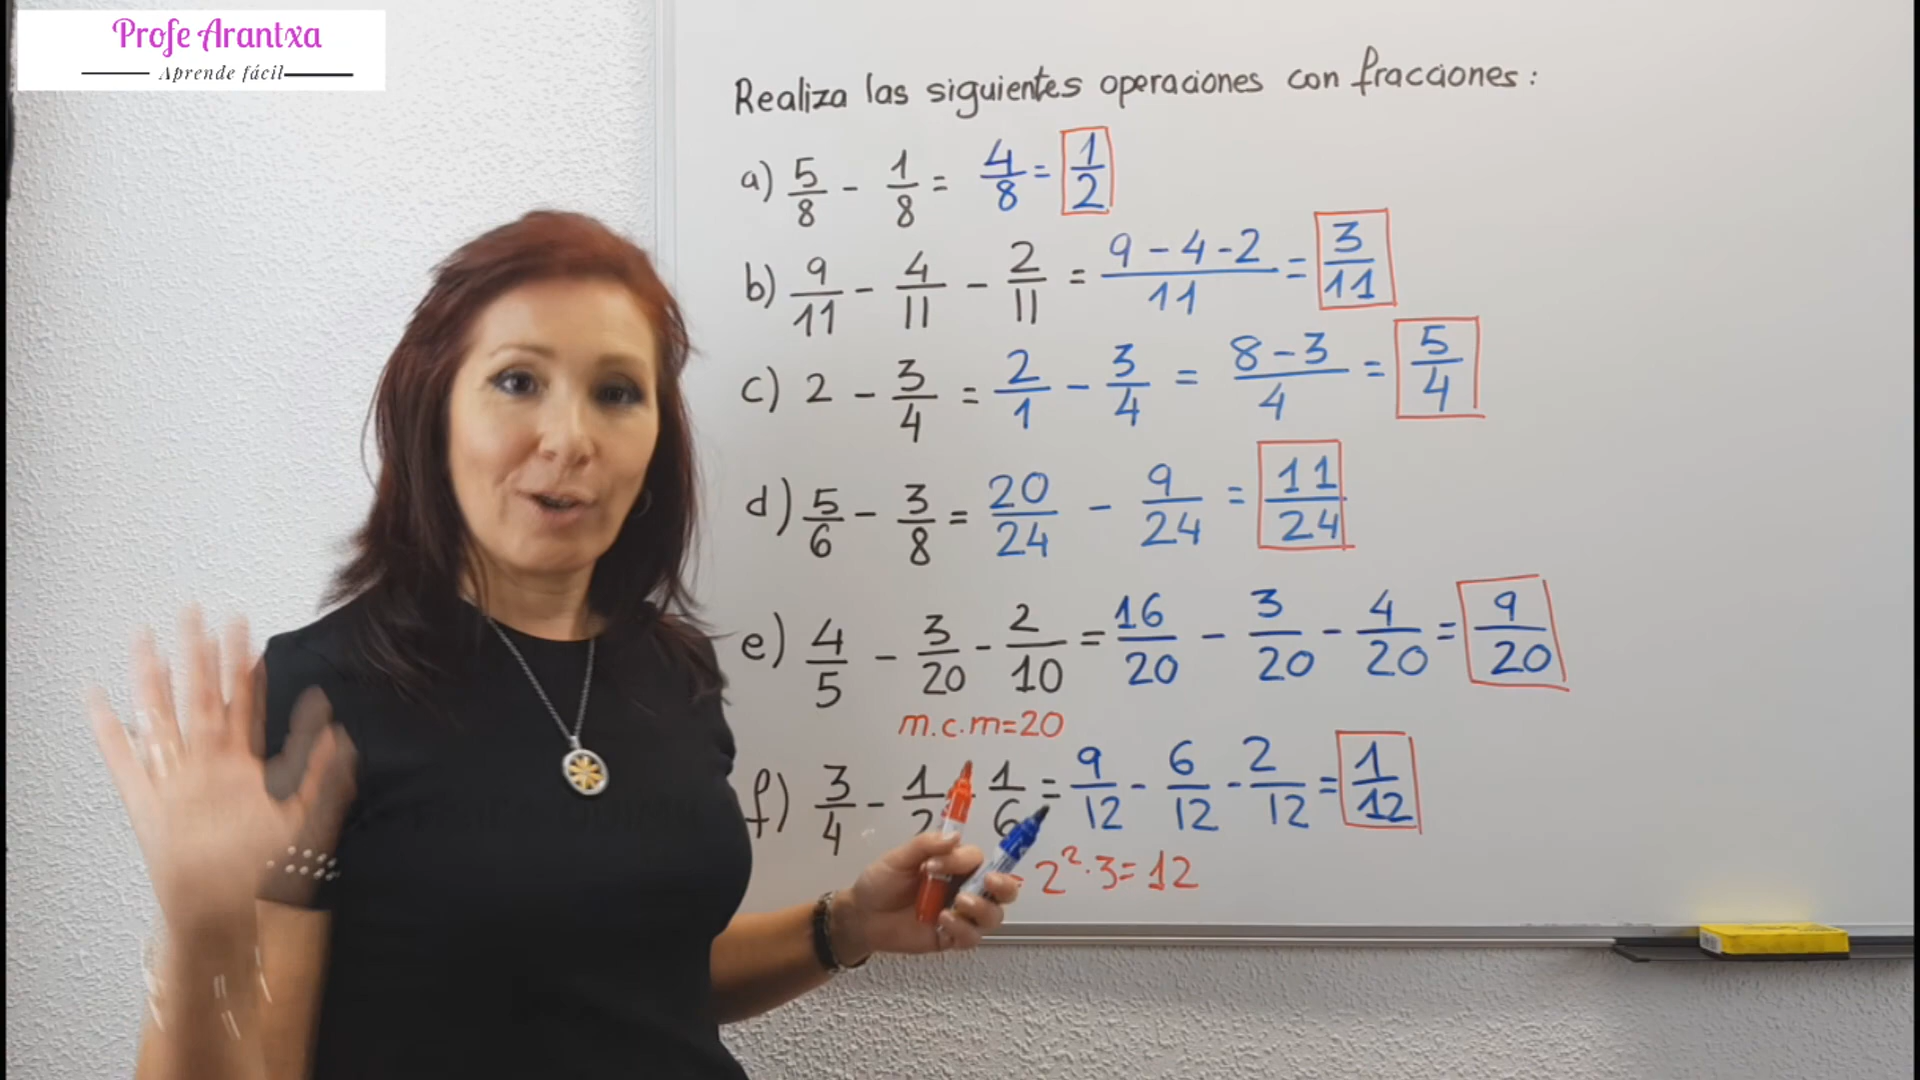 Profe Arantxa
Aprende fácil
Realiza las siguientes operaciones con fracciones:
a) 5/8 - 1/8 = 4/8 = 1/2
b) 9/11 - 4/11 - 2/11 = 9-4-2/11 = 3/11
c) 2 - 3/4 = 2/1 - 3/4 = 8-3/4 = 5/4
d) 5/6 - 3/8 = 20/24 - 9/24 = 11/24
e) 4/5 - 3/20 - 2/10 = 16/20 - 3/20 - 4/20 = 9/20
m.c.m=20
f) 3/4 - 1/2 - 1/6 = 9/12 - 6/12 - 2/12 = 1/12
2²·3=12